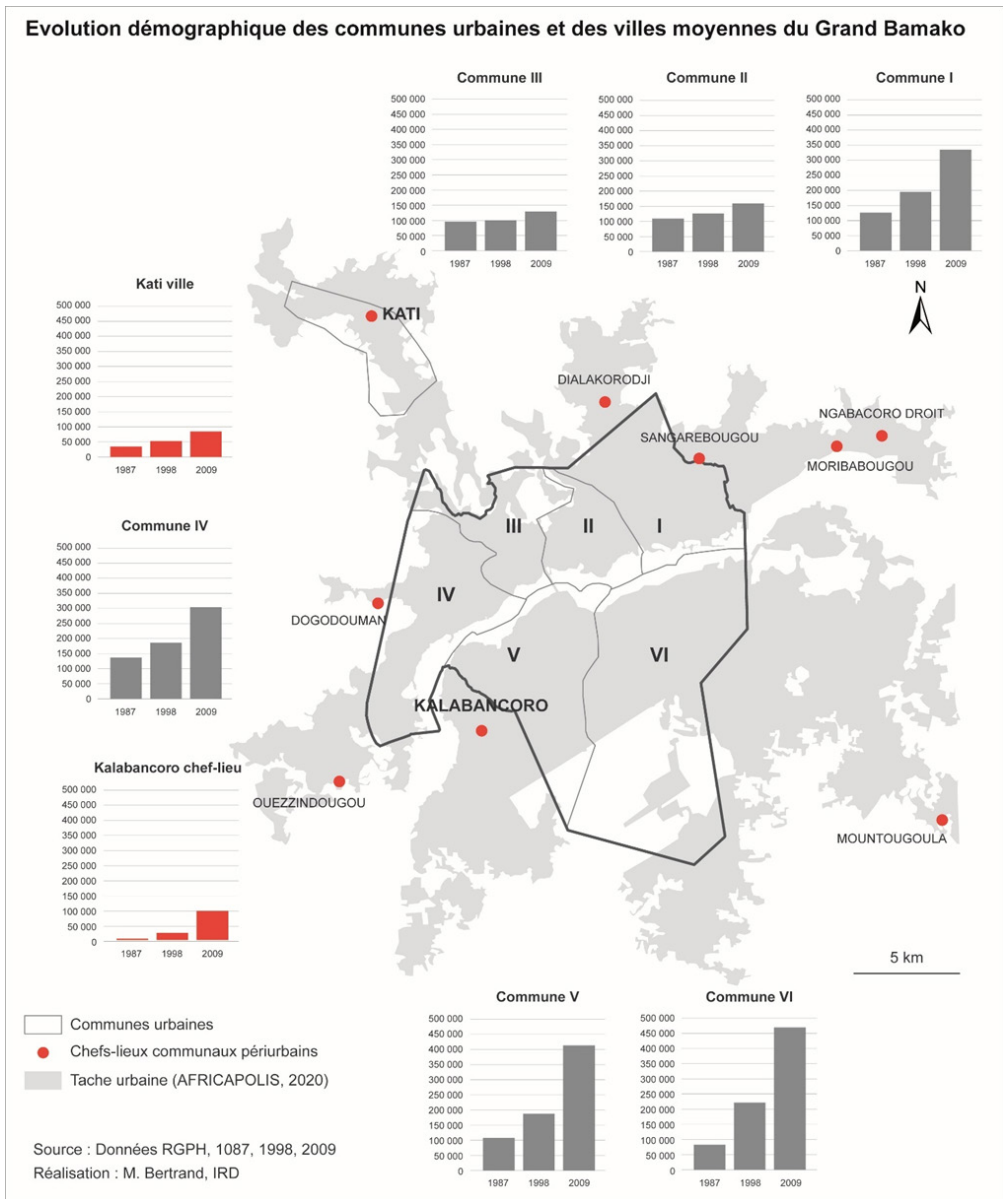 Evolution démographique des communes urbaines et des villes moyennes du Grand Bamako
Commune III
500 000
450 000
400 000
350 000
300 000
250 000
200 000
150 000
100 000
50 000
0
1987 1998 2009
Commune II
500 000
450 000
400 000
350 000
300 000
250 000
200 000
150 000
100 000
50 000
0
1987 1998 2009
Commune I
500 000
450 000
400 000
350 000
300 000
250 000
200 000
150 000
100 000
50 000
0
1987 1998 2009
N
Kati ville
500 000
450 000
400 000
350 000
300 000
250 000
200 000
150 000
100 000
50 000
0
1987 1998 2009
KATI
DIALAKORODJI
SANGAREBOUGOU
NGABACORO DROIT
MORIBABOUGOU
III
II
I
Commune IV
500 000
450 000
400 000
350 000
300 000
250 000
200 000
150 000
100 000
50 000
0
1987 1998 2009
IV
DOGODOUMAN
V
VI
KALABANCORO
Kalabancoro chef-lieu
500 000
450 000
400 000
350 000
300 000
250 000
200 000
150 000
100 000
50 000
0
1987 1998 2009
OUEZZINDOUGOU
MOUNTOUGOULA
5 km
Commune V
500 000
450 000
400 000
350 000
300 000
250 000
200 000
150 000
100 000
50 000
0
1987 1998 2009
Commune VI
500 000
450 000
400 000
350 000
300 000
250 000
200 000
150 000
100 000
50 000
0
1987 1998 2009
Communes urbaines
Chefs-lieux communaux périurbains
Tache urbaine (AFRICAPOLIS, 2020)
Source : Données RGPH, 1087, 1998, 2009
Réalisation : M. Bertrand, IRD